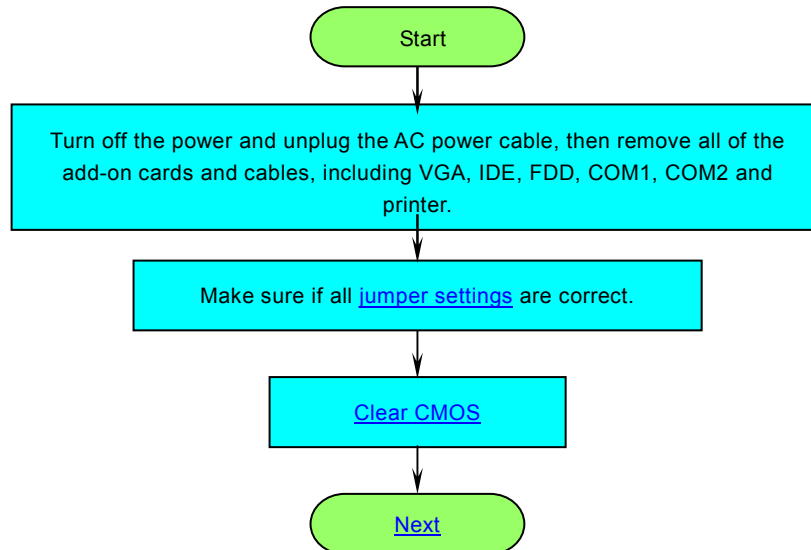 Start
Turn off the power and unplug the AC power cable, then remove all of the
add-on cards and cables, including VGA, IDE, FDD, COM1, COM2 and
printer.
Make sure if all jumper settings are correct.
Clear CMOS
Next